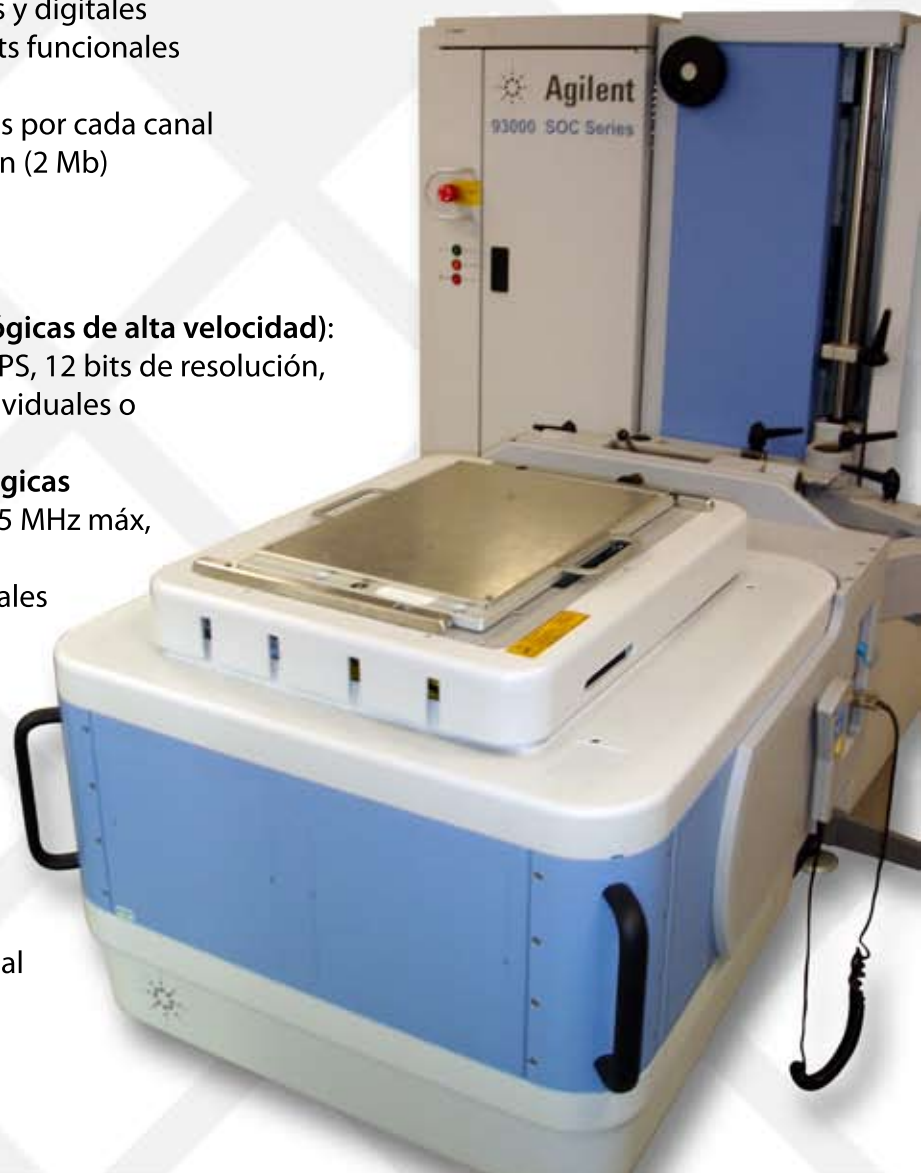 s y digitales
ts funcionales
Agilent
93000 SOC Series
s por cada canal
n (2 Mb)
ógicas de alta velocidad):
PS, 12 bits de resolución,
viduales o
gicas
5 MHz máx,
ales
al